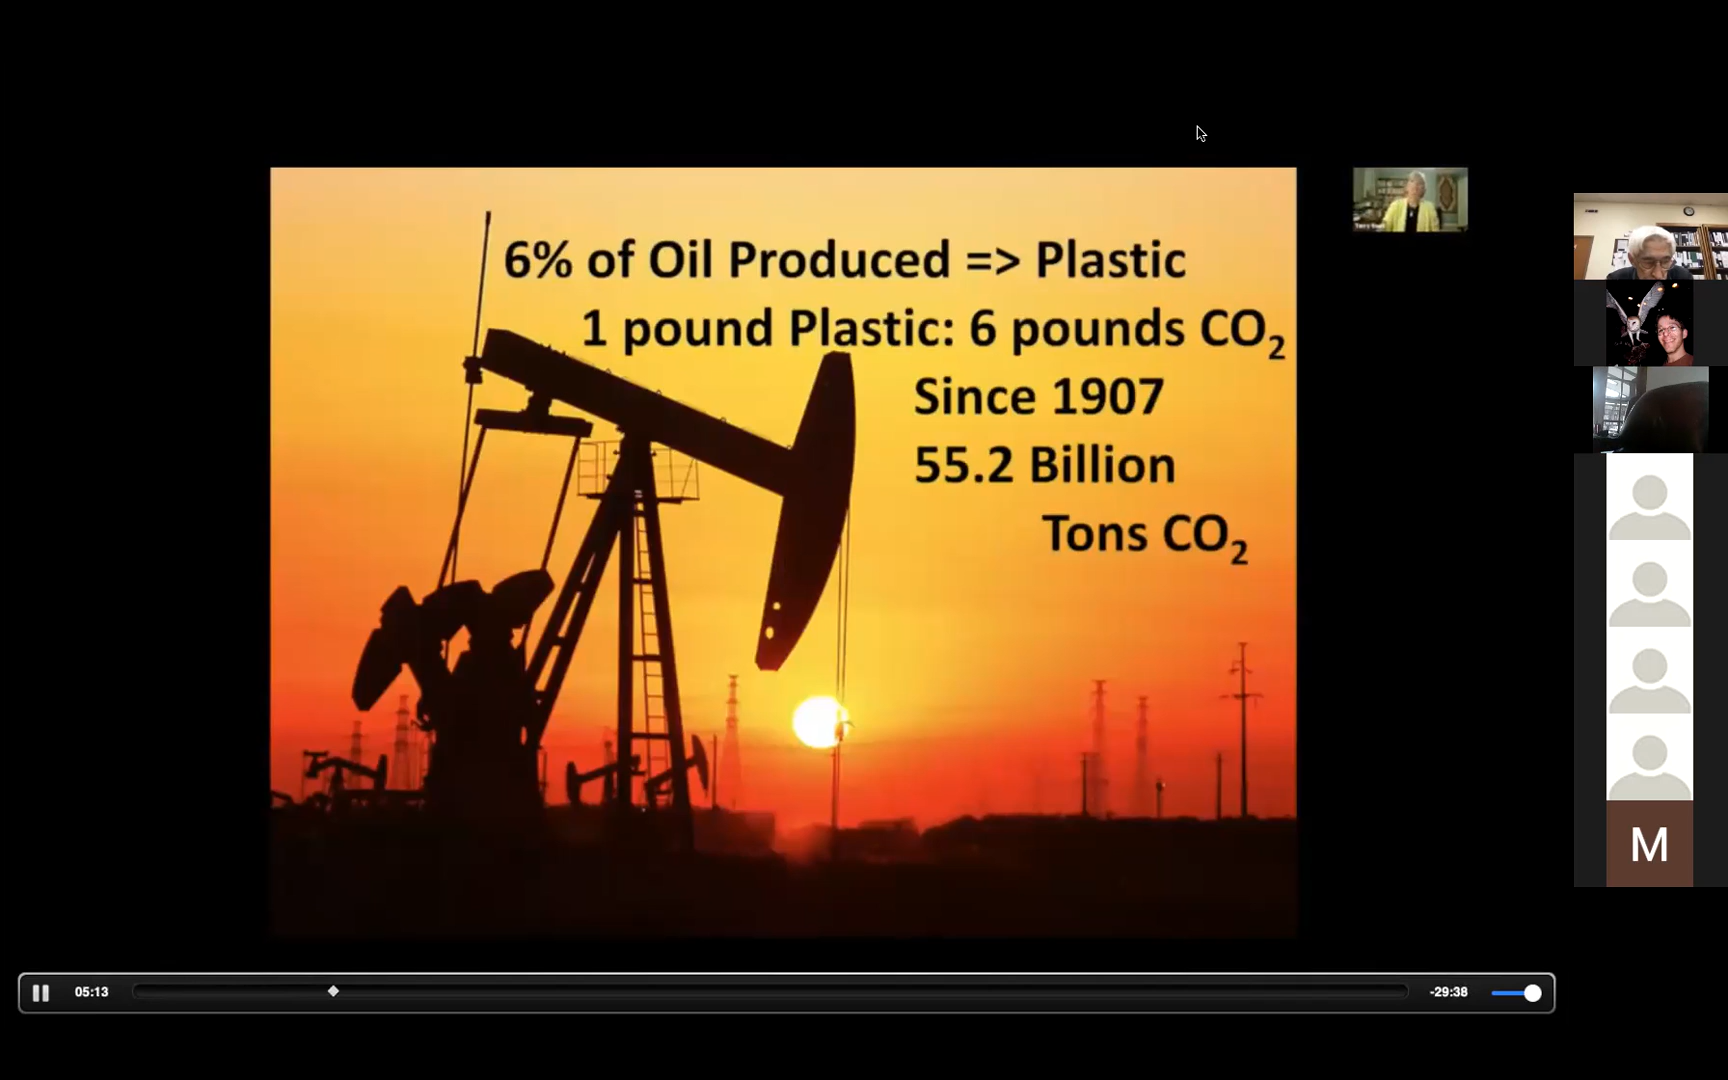 6% of Oil Produced => Plastic
1 pound Plastic: 6 pounds CO₂
Since 1907
55.2 Billion
Tons CO₂
M
05:13
-29:38